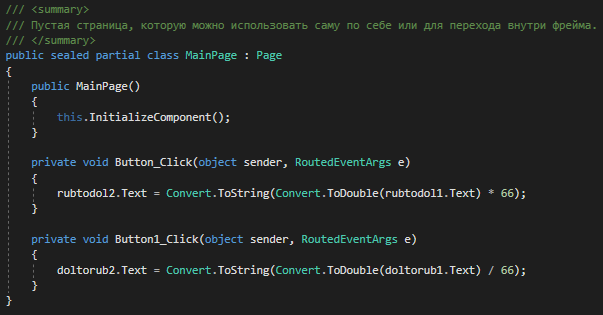 /// <summary>
/// Пустая страница, которую можно использовать саму по себе или для перехода внутри фрейма.
/// </summary>
public sealed partial class MainPage : Page
{
    public MainPage()
    {
        this.InitializeComponent();
    }

    private void Button_Click(object sender, RoutedEventArgs e)
    {
        rubtodol2.Text = Convert.ToString(Convert.ToDouble(rubtodol1.Text) * 66);
    }

    private void Button1_Click(object sender, RoutedEventArgs e)
    {
        doltorub2.Text = Convert.ToString(Convert.ToDouble(doltorub1.Text) / 66);
    }
}